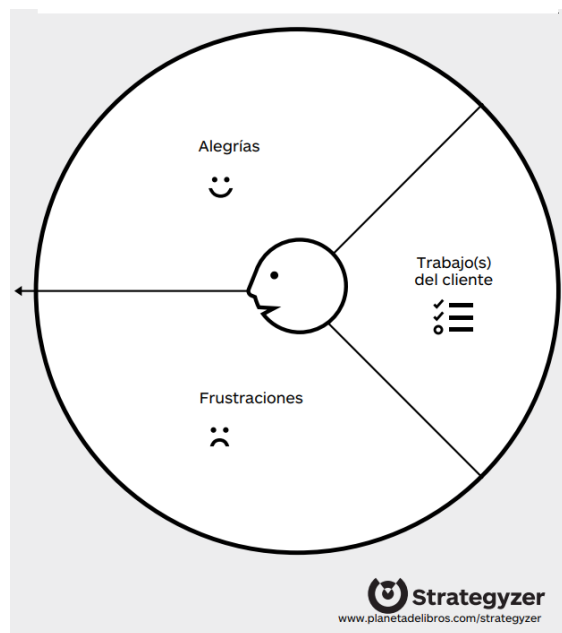 Alegrías
Trabajo(s)
del cliente
Frustraciones
Strategyzer
www.planetadelibros.com/strategyzer